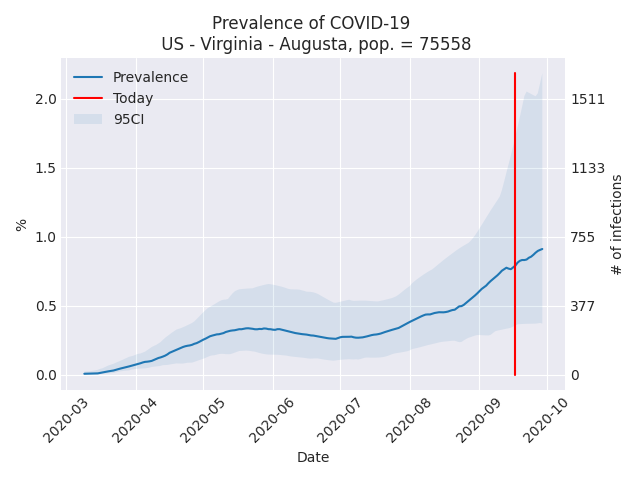 Prevalence of COVID-19
US - Virginia - Augusta, pop. = 75558
Prevalence
Today
95CI
2.0
1.5
1.0
0.5
0.0
%
1511
1133
755
377
0
# of infections
2020-03
2020-04
2020-05
2020-06
2020-07
2020-08
2020-09
2020-10
Date